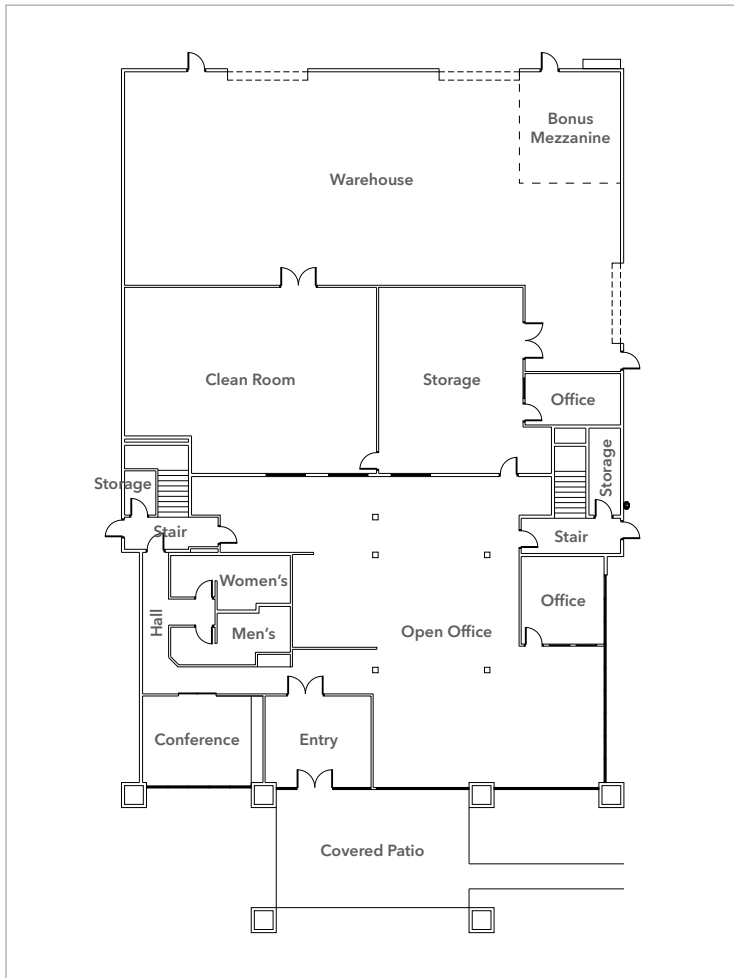 Bonus
Mezzanine
Warehouse
Clean Room
Storage
Office
Storage
Storage
Stair
Stair
Women's
Office
Hall
Men's
Open Office
Conference
Entry
Covered Patio